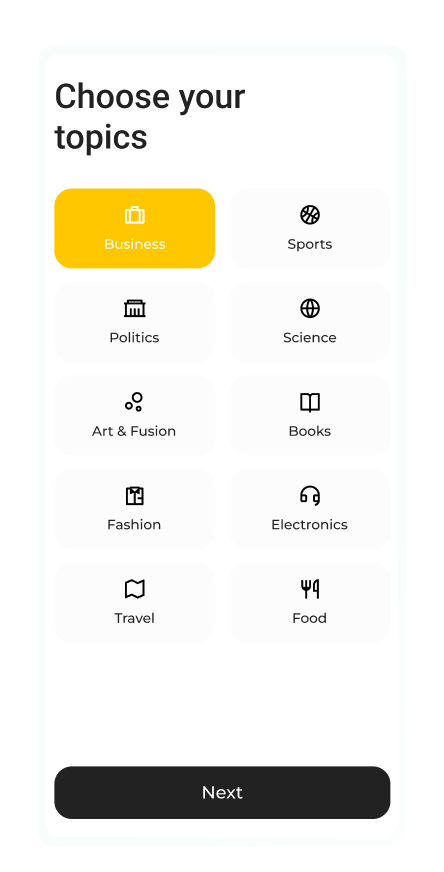 Choose your
topics
Business
Sports
Politics
Science
Art & Fusion
Books
Fashion
Electronics
Travel
Food
Next